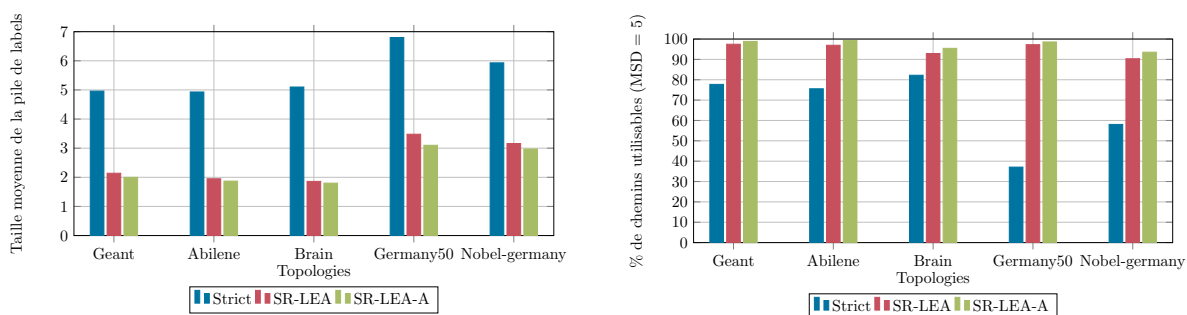 Taille moyenne de la pile de labels
7
6
5
4
3
2
1
0
Geant Abilene Brain Germany50 Nobel-germany
Topologies
Strict SR-LEA SR-LEA-A
% de chemins utilisables (MSD = 5)
100
90
80
70
60
50
40
30
20
10
0
Geant Abilene Brain Germany50 Nobel-germany
Topologies
Strict SR-LEA SR-LEA-A